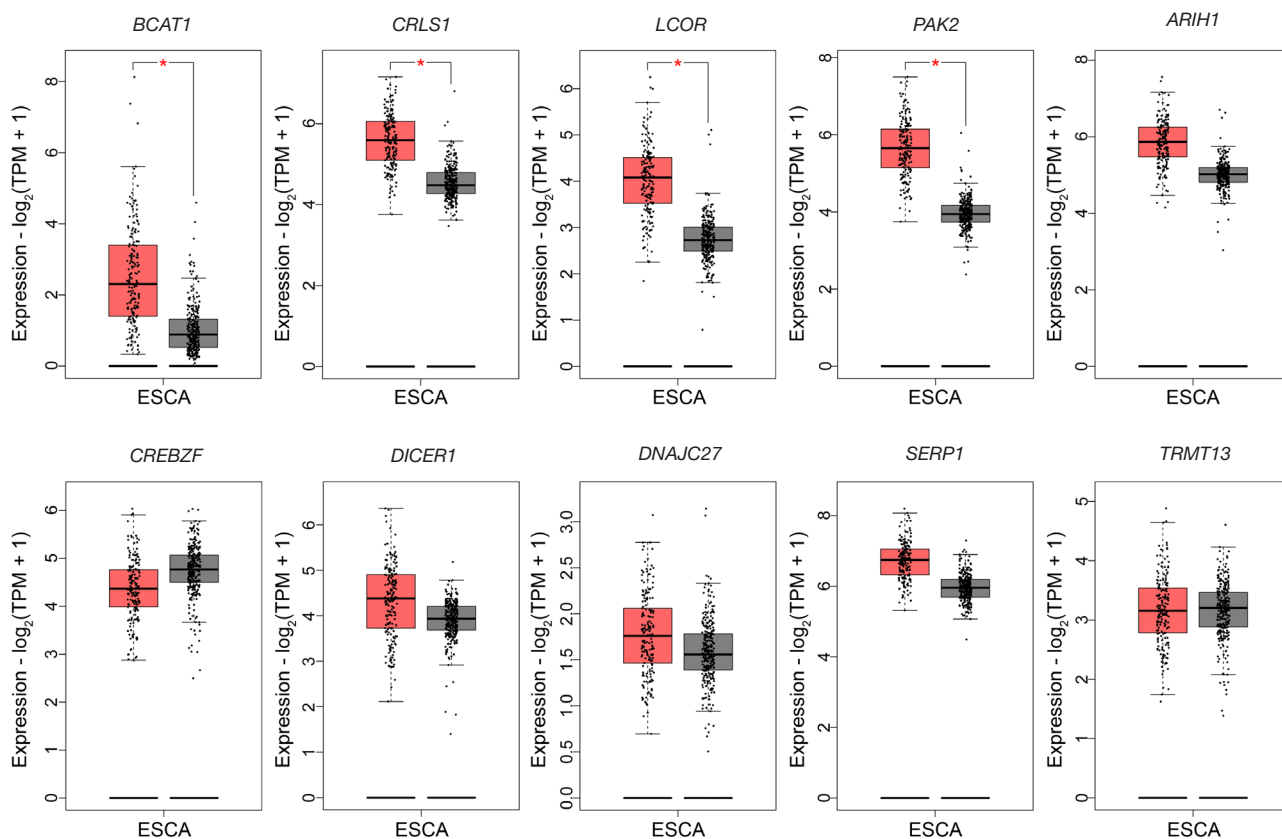 BCAT1
CRLS1
LCOR
PAK2
ARIH1
Expression - log2(TPM + 1)
0 2 4 6 8
*
ESCA
Expression - log2(TPM + 1)
0 2 4 6
*
ESCA
Expression - log2(TPM + 1)
0 1 2 3 4 5 6
*
ESCA
Expression - log2(TPM + 1)
0 2 4 6 8
*
ESCA
Expression - log2(TPM + 1)
0 2 4 6 8
ESCA
CREBZF
DICER1
DNAJC27
SERP1
TRMT13
Expression - log2(TPM + 1)
0 1 2 3 4 5 6
ESCA
Expression - log2(TPM + 1)
0 1 2 3 4 5 6
ESCA
Expression - log2(TPM + 1)
0.0 0.5 1.0 1.5 2.0 2.5 3.0
ESCA
Expression - log2(TPM + 1)
0 2 4 6 8
ESCA
Expression - log2(TPM + 1)
0 1 2 3 4 5
ESCA